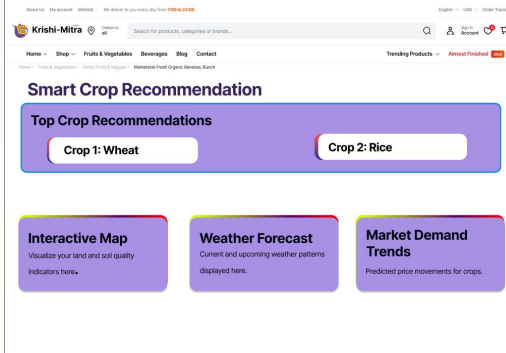 About Us My account Wishlist We deliver to you every day from 7:00 to 23:00 English USD Order Track
Krishi-Mitra Deliver to all Search for products, categories or brands... Sign In Account
Home Shop Fruits & Vegetables Beverages Blog Contact Trending Products Almost Finished SALE
Home Fruits & Vegetables Exotic Fruits & Veggies Marketside Fresh Organic Bananas, Bunch
Smart Crop Recommendation
Top Crop Recommendations
Crop 1: Wheat Crop 2: Rice
Interactive Map
Visualize your land and soil quality
indicators here.
Weather Forecast
Current and upcoming weather patterns
displayed here.
Market Demand
Trends
Predicted price movements for crops.